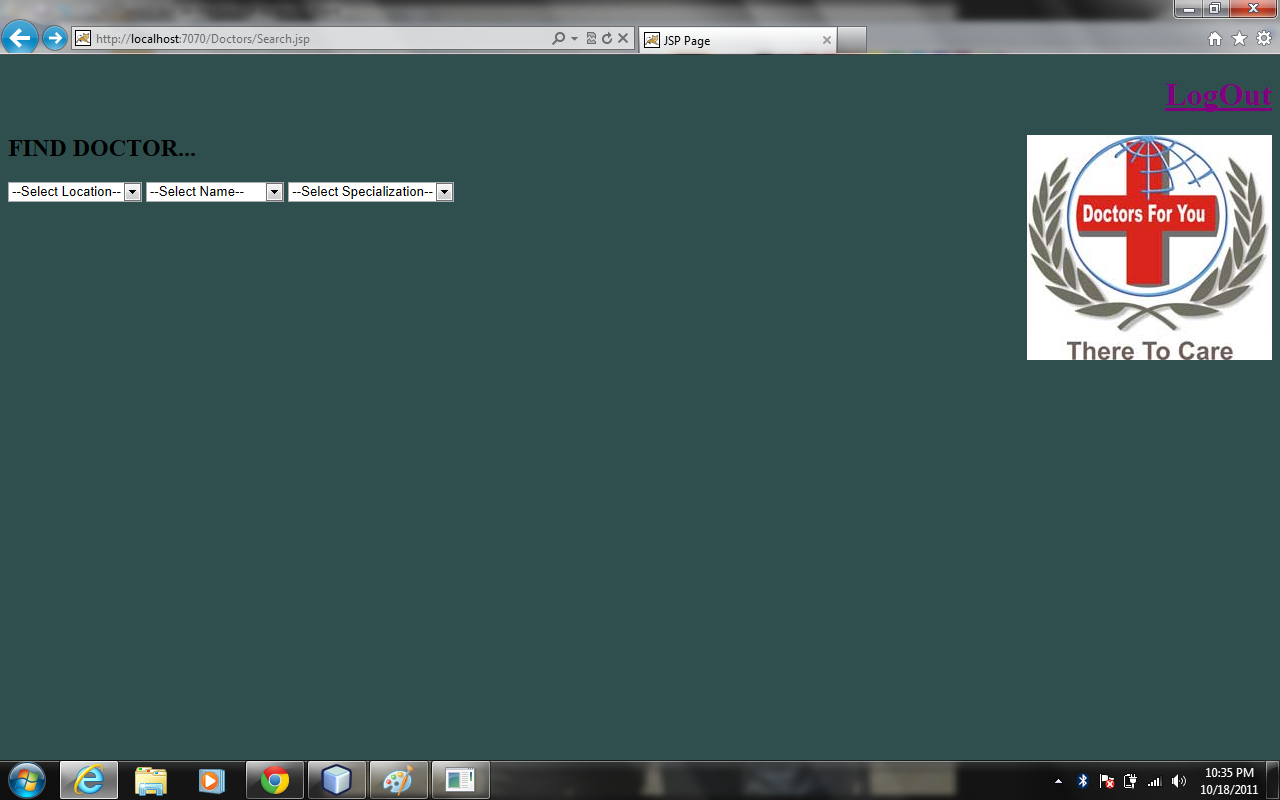 http://localhost:7070/Doctors/Search.jsp
JSP Page
LogOut
FIND DOCTOR...
--Select Location-- --Select Name-- --Select Specialization--
Doctors For You
There To Care
10:35 PM
10/18/2011